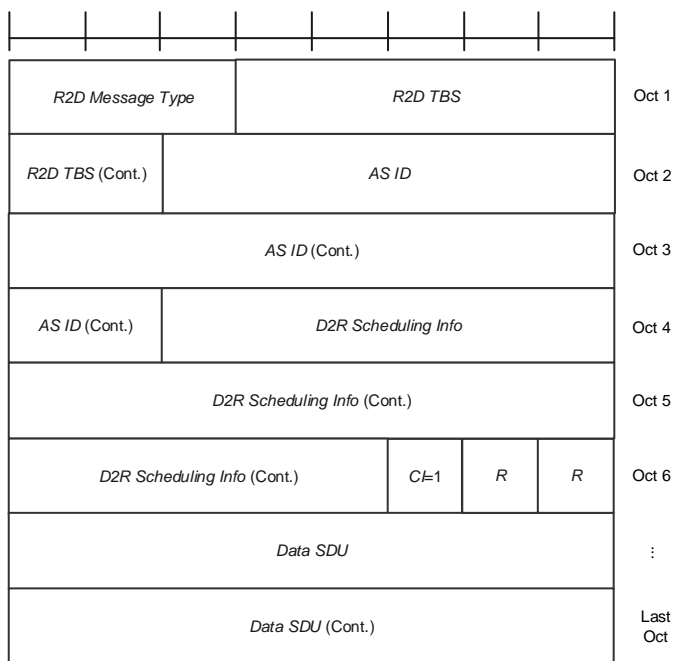 R2D Message Type R2D TBS Oct 1
R2D TBS (Cont.) AS ID Oct 2
AS ID (Cont.) Oct 3
AS ID (Cont.) D2R Scheduling Info Oct 4
D2R Scheduling Info (Cont.) Oct 5
D2R Scheduling Info (Cont.) CI=1 R R Oct 6
Data SDU ⋮
Data SDU (Cont.) Last
Oct